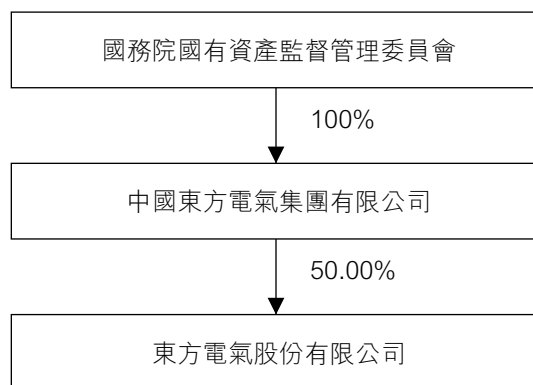 國務院國有資產監督管理委員會
100%
中國東方電氣集團有限公司
50.00%
東方電氣股份有限公司